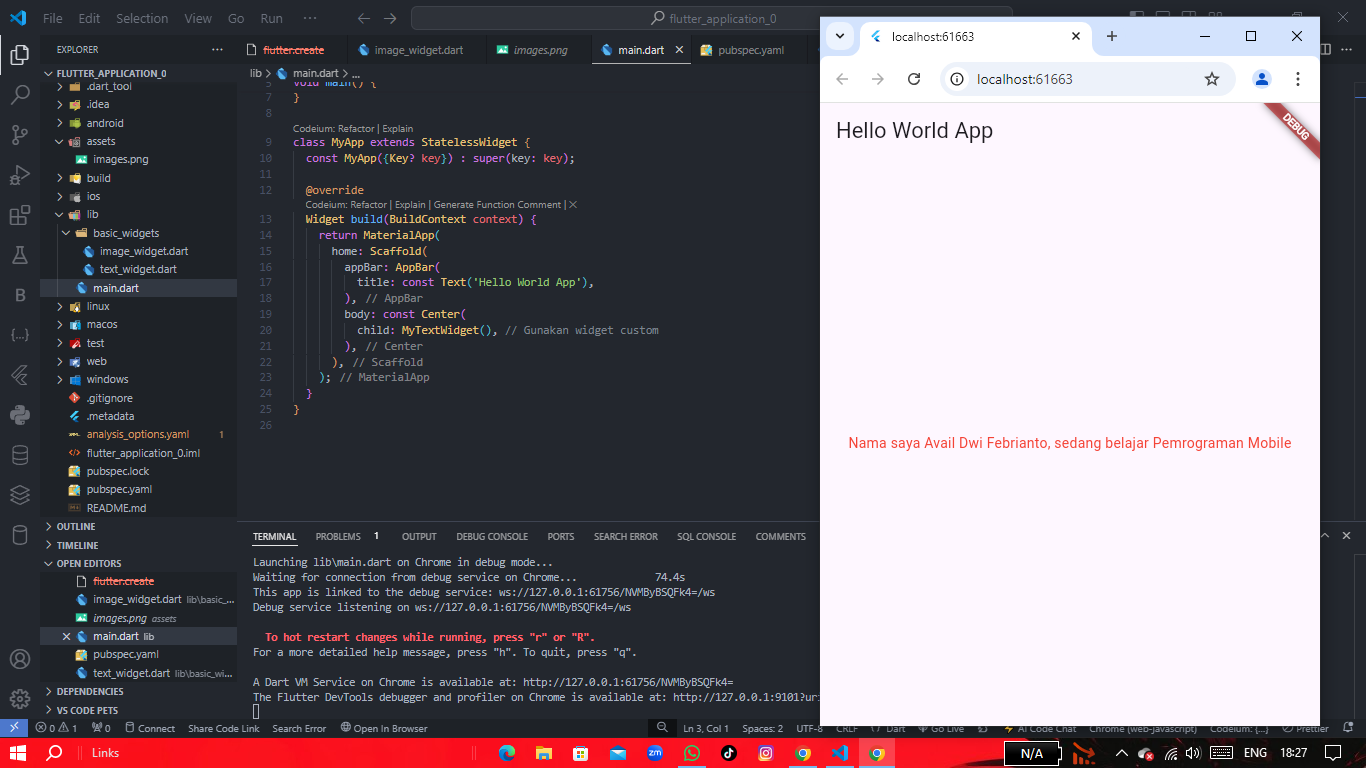 File Edit Selection View Go Run ··· flutter_application_0
EXPLORER ···
FLUTTER_APPLICATION_0
.dart_tool
.idea
android
assets
images.png
build
ios
lib
basic_widgets
image_widget.dart
text_widget.dart
main.dart
linux
macos
test
web
windows
.gitignore
.metadata
analysis_options.yaml 1
flutter_application_0.iml
pubspec.lock
pubspec.yaml
README.md
OUTLINE
TIMELINE
OPEN EDITORS
flutter.create
image_widget.dart lib\basic_...
images.png assets
main.dart lib
pubspec.yaml
text_widget.dart lib\basic_wi...
DEPENDENCIES
VS CODE PETS
flutter.create image_widget.dart images.png main.dart pubspec.yaml
lib > main.dart > ...
void main() {
7 }
8
Codeium: Refactor | Explain
9 class MyApp extends StatelessWidget {
10 const MyApp({Key? key}) : super(key: key);
11
12 @override
Codeium: Refactor | Explain | Generate Function Comment | X
13 Widget build(BuildContext context) {
14 return MaterialApp(
15 home: Scaffold(
16 appBar: AppBar(
17 title: const Text('Hello World App'),
18 ), // AppBar
19 body: const Center(
20 child: MyTextWidget(), // Gunakan widget custom
21 ), // Center
22 ), // Scaffold
23 ); // MaterialApp
24 }
25 }
26
TERMINAL PROBLEMS 1 OUTPUT DEBUG CONSOLE PORTS SEARCH ERROR SQL CONSOLE COMMENTS
Launching lib\main.dart on Chrome in debug mode...
Waiting for connection from debug service on Chrome... 74.4s
This app is linked to the debug service: ws://127.0.0.1:61756/NVMByBSQFk4=/ws
Debug service listening on ws://127.0.0.1:61756/NVMByBSQFk4=/ws
To hot restart changes while running, press "r" or "R".
For a more detailed help message, press "h". To quit, press "q".
A Dart VM Service on Chrome is available at: http://127.0.0.1:61756/NVMByBSQFk4=
The Flutter DevTools debugger and profiler on Chrome is available at: http://127.0.0.1:9101?uri
localhost:61663
localhost:61663
Hello World App
DEBUG
Nama saya Avail Dwi Febrianto, sedang belajar Pemrograman Mobile
0 1 0 Connect Share Code Link Search Error Open In Browser Ln 3, Col 1 Spaces: 2 UTF-8 CRLF Dart Go Live AI Code Chat Chrome (web-javascript) Codeium: {...} Prettier
Links N/A ENG 18:27